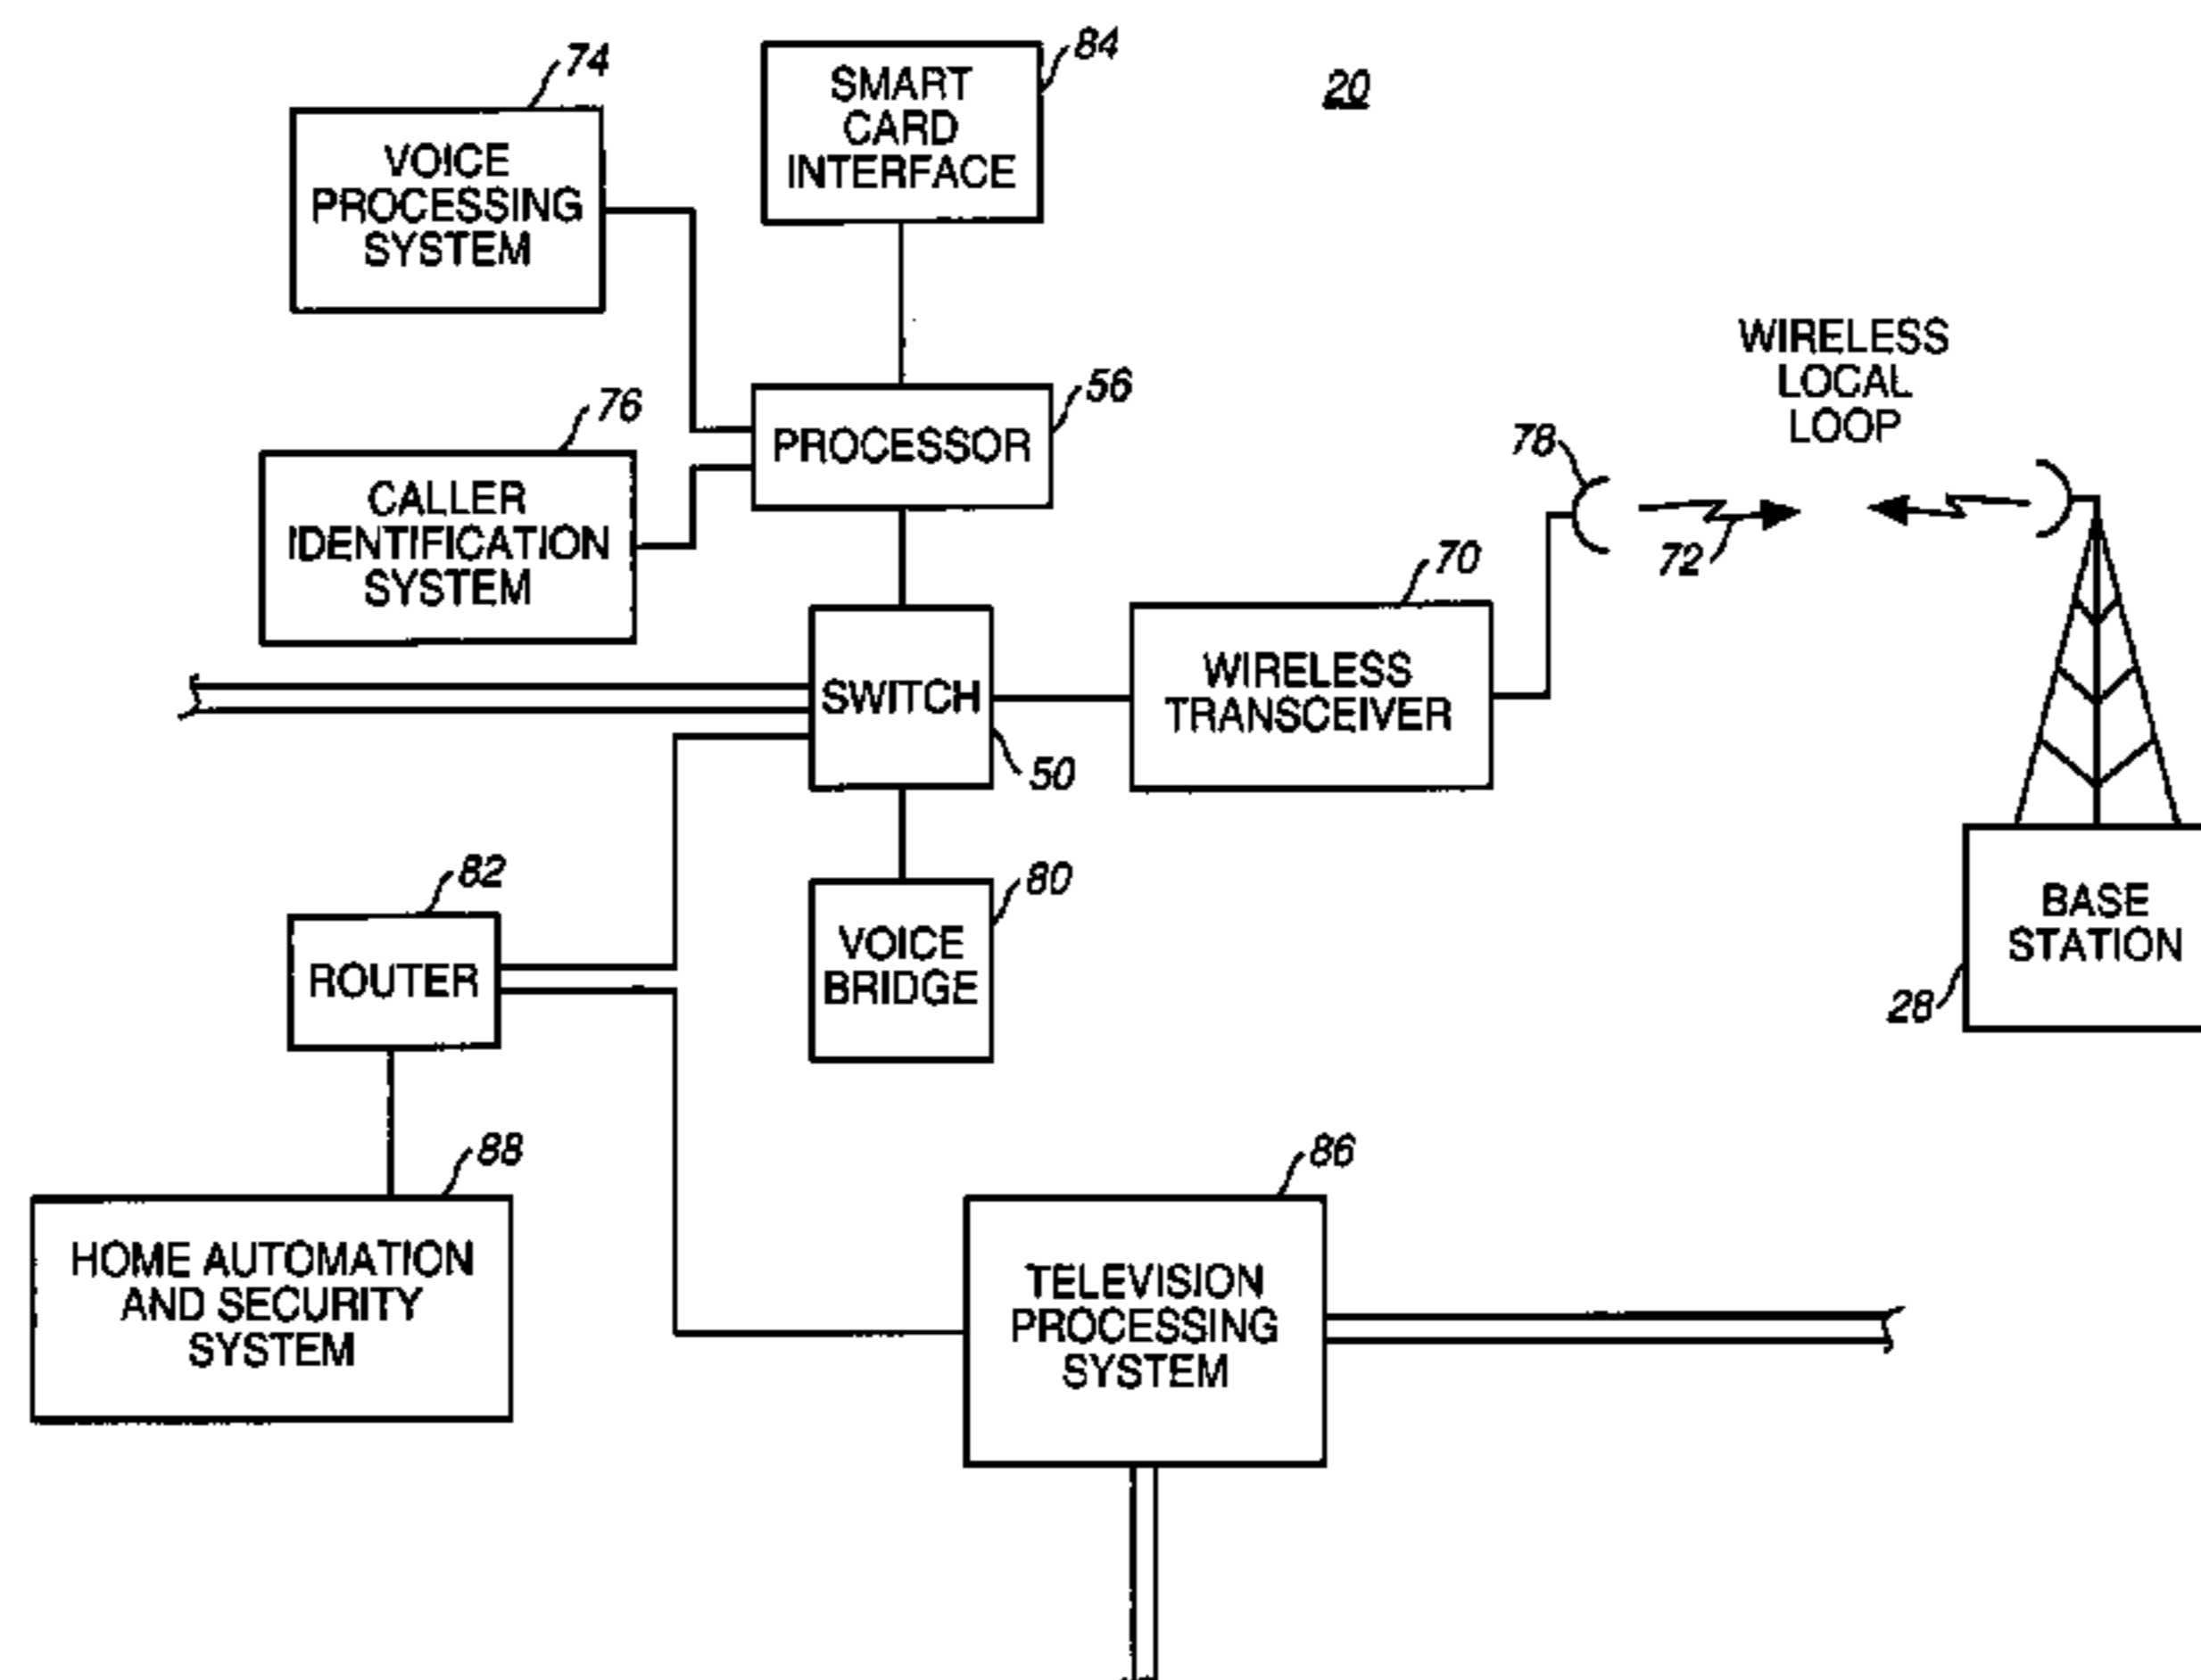 74
VOICE
PROCESSING
SYSTEM
84
SMART
CARD
INTERFACE
20
76
CALLER
IDENTIFICATION
SYSTEM
56
PROCESSOR
WIRELESS
LOCAL
LOOP
78
72
70
WIRELESS
TRANSCEIVER
SWITCH
50
82
ROUTER
80
VOICE
BRIDGE
BASE
STATION
28
88
HOME AUTOMATION
AND SECURITY
SYSTEM
86
TELEVISION
PROCESSING
SYSTEM